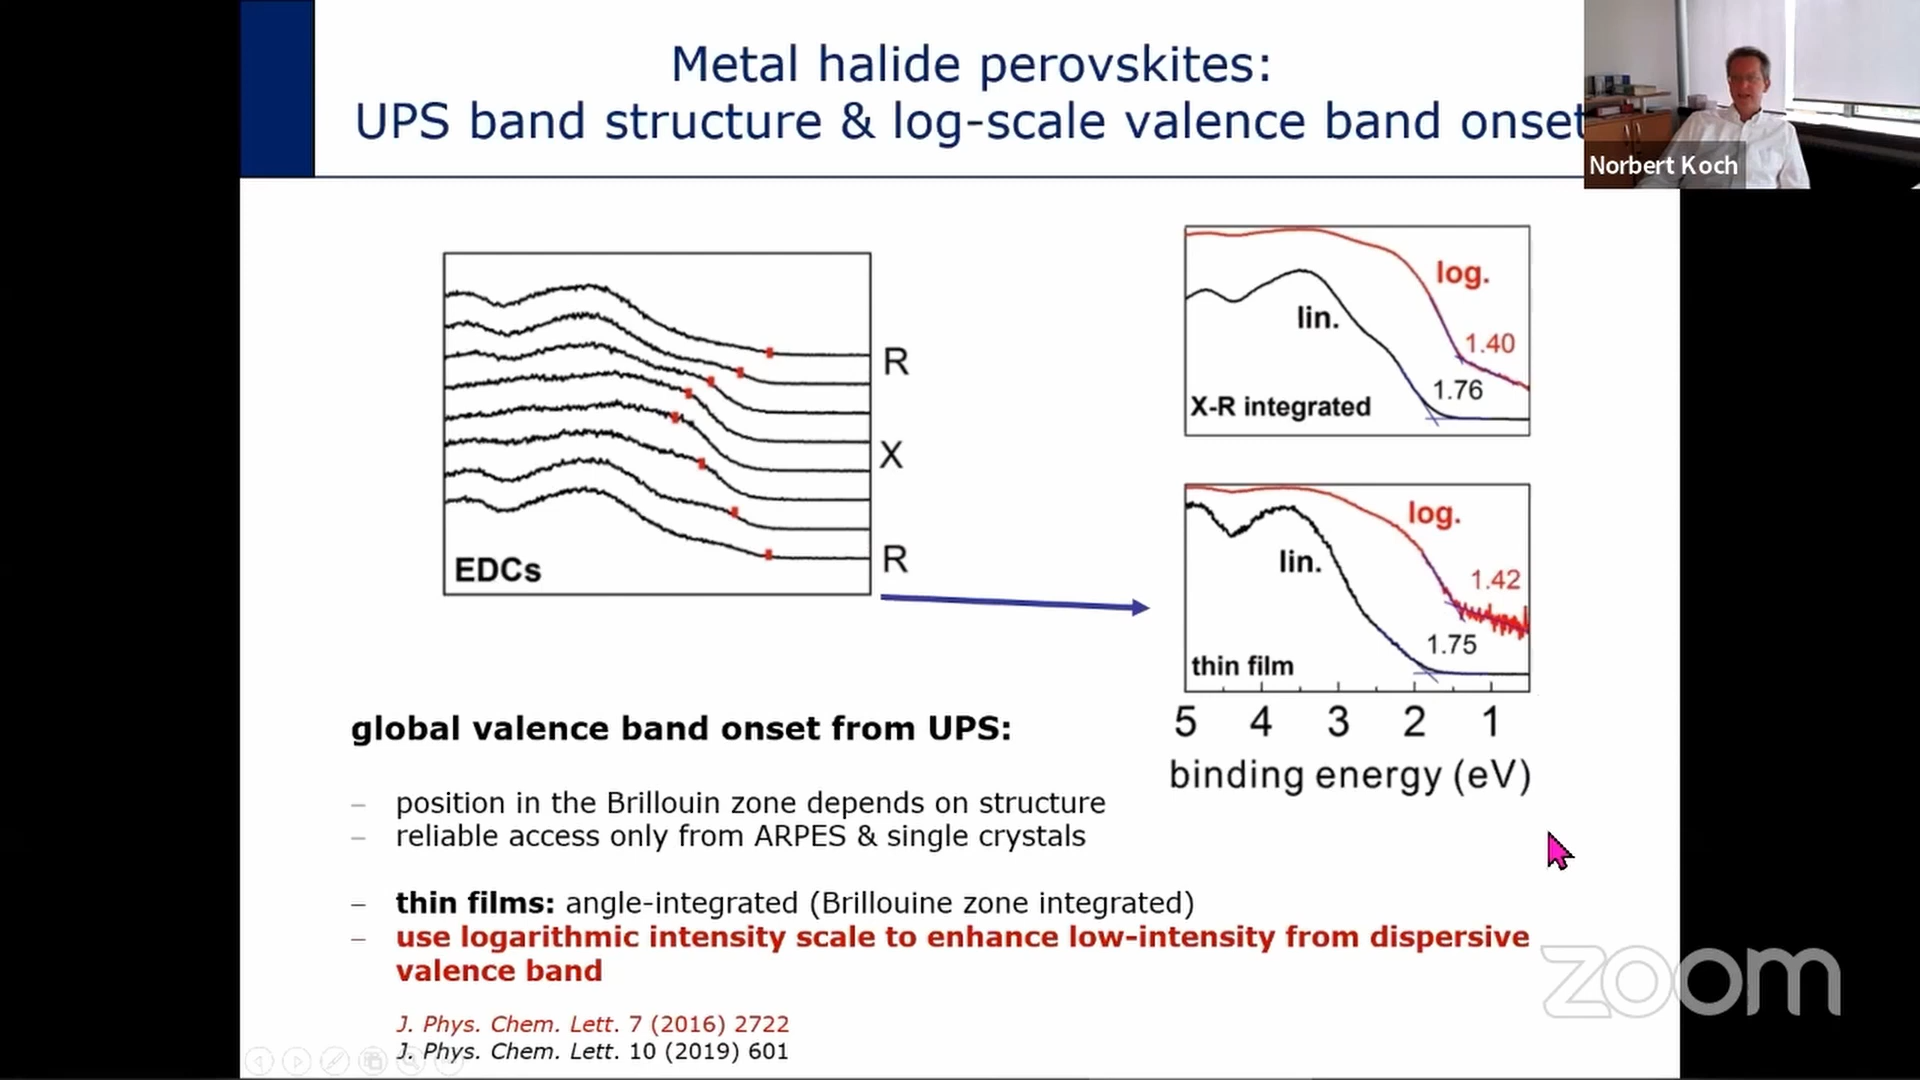 Metal halide perovskites:
UPS band structure & log-scale valence band onset
Norbert Koch
R
X
R
EDCs
log.
lin.
1.40
1.76
X-R integrated
log.
lin.
1.42
1.75
thin film
5 4 3 2 1
binding energy (eV)
global valence band onset from UPS:
– position in the Brillouin zone depends on structure
– reliable access only from ARPES & single crystals
– thin films: angle-integrated (Brillouine zone integrated)
– use logarithmic intensity scale to enhance low-intensity from dispersive
valence band
J. Phys. Chem. Lett. 7 (2016) 2722
J. Phys. Chem. Lett. 10 (2019) 601
zoom